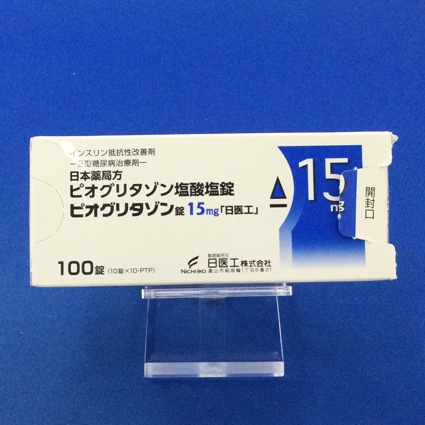 インスリン抵抗性改善剤
−2型糖尿病治療剤−
日本薬局方
ピオグリタゾン塩酸塩錠
ピオグリタゾン錠15mg「日医工」
100錠(10錠×10・PTP)
15
mg
開封口
製造販売元
日医工株式会社
NICHI-IKO
富山市総曲輪1丁目6番21